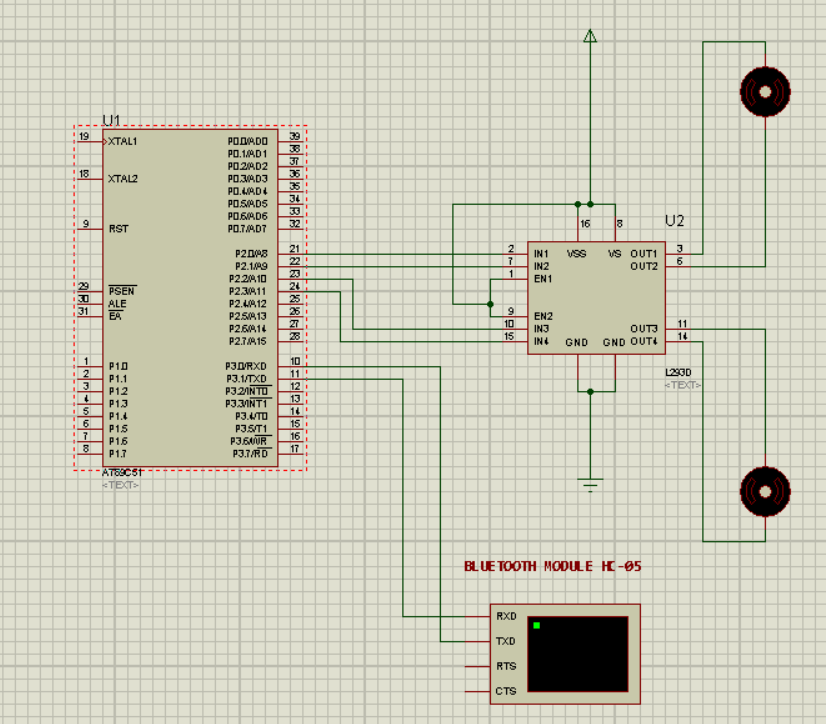 U1
19 XTAL1 P0.0/AD0 39
P0.1/AD1 38
P0.2/AD2 37
18 XTAL2 P0.3/AD3 36
P0.4/AD4 35
P0.5/AD5 34
P0.6/AD6 33
9 RST P0.7/AD7 32
P2.0/A8 21
P2.1/A9 22
P2.2/A10 23
29 PSEN P2.3/A11 24
30 ALE P2.4/A12 25
31 EA P2.5/A13 26
P2.6/A14 27
P2.7/A15 28
1 P1.0 P3.0/RXD 10
2 P1.1 P3.1/TXD 11
3 P1.2 P3.2/INT0 12
4 P1.3 P3.3/INT1 13
5 P1.4 P3.4/T0 14
6 P1.5 P3.5/T1 15
7 P1.6 P3.6/WR 16
8 P1.7 P3.7/RD 17
AT89C51
<TEXT>
U2
16 8
2 IN1 VSS VS OUT1 3
7 IN2 OUT2 6
1 EN1
9 EN2
10 IN3 OUT3 11
15 IN4 GND GND OUT4 14
L293D
<TEXT>
BLUETOOTH MODULE HC-05
RXD
TXD
RTS
CTS